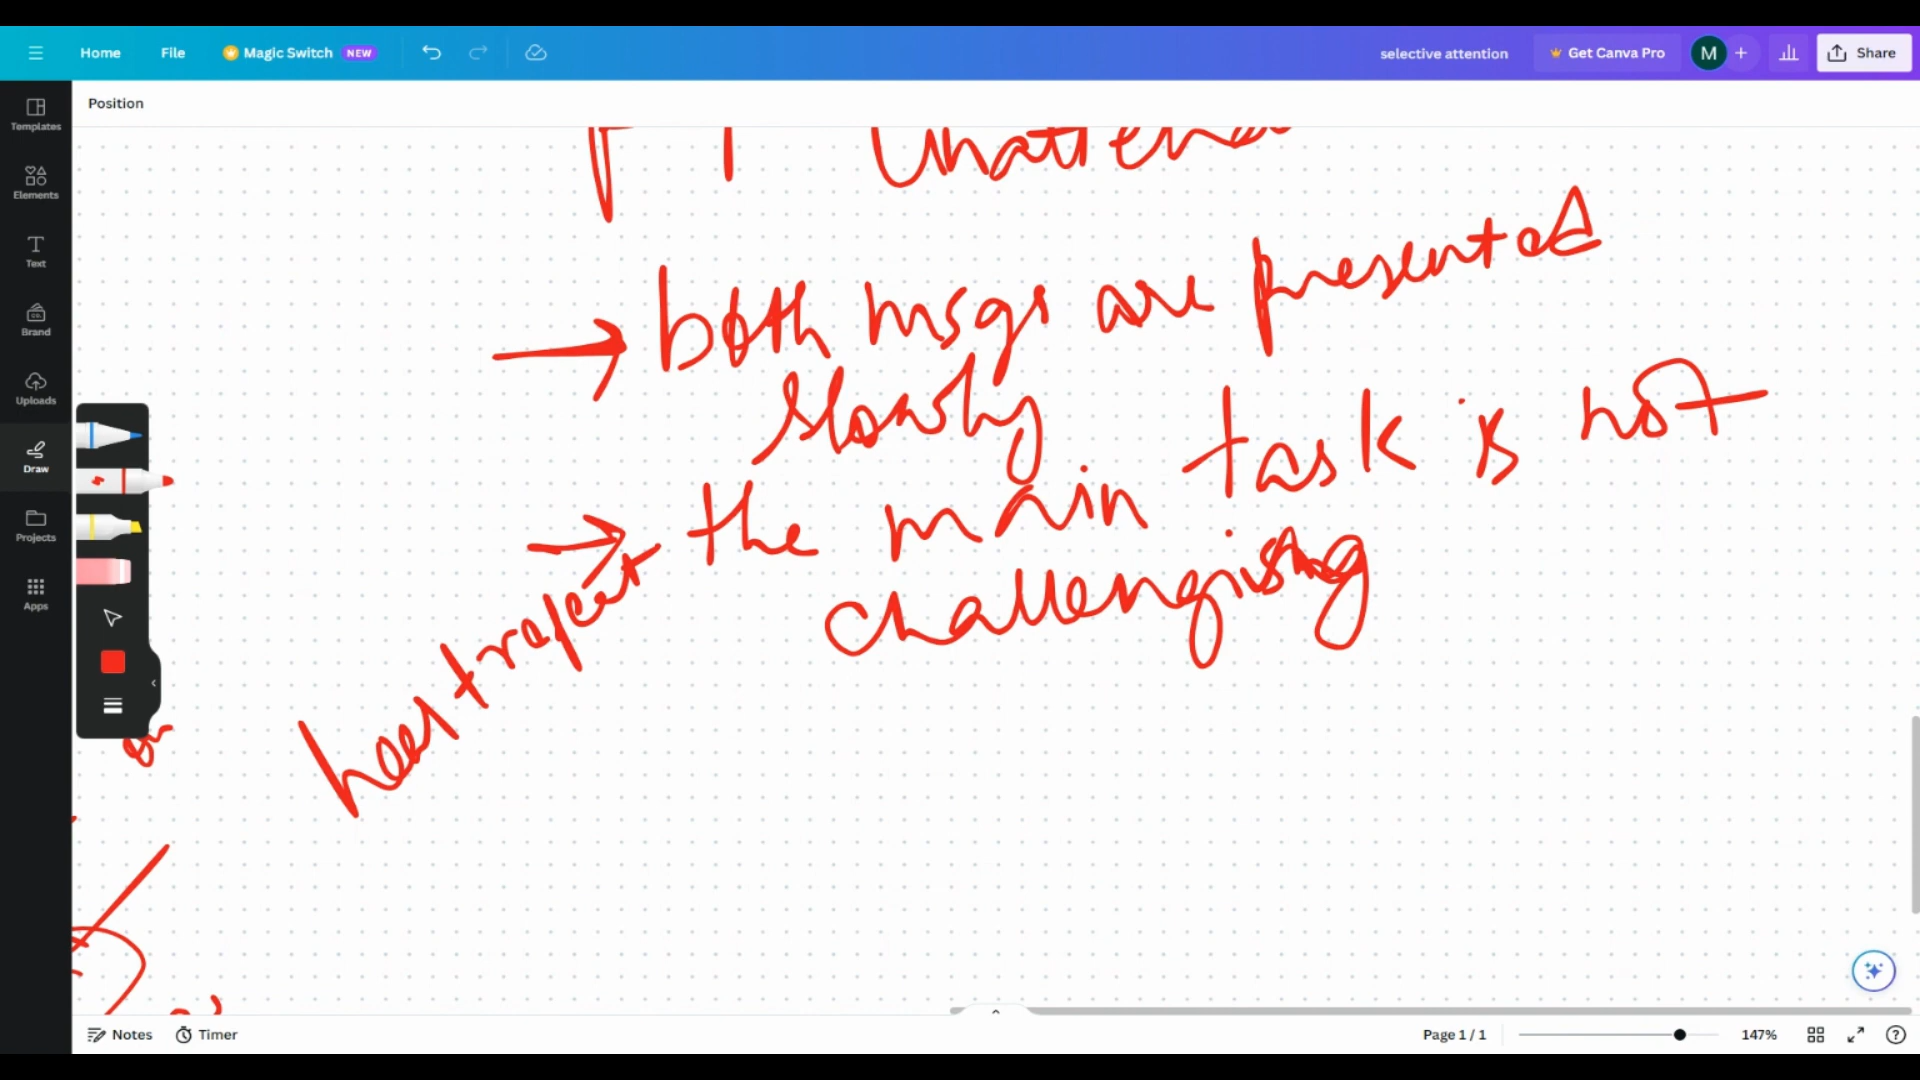 Home File Magic Switch NEW selective attention Get Canva Pro M + Share
Position
Templates
Elements
Text
Brand
Uploads
Draw
Projects
Apps
→ both msgs are presented
slowly
→ the main task is not
challenging
Notes Timer Page 1 / 1 147%